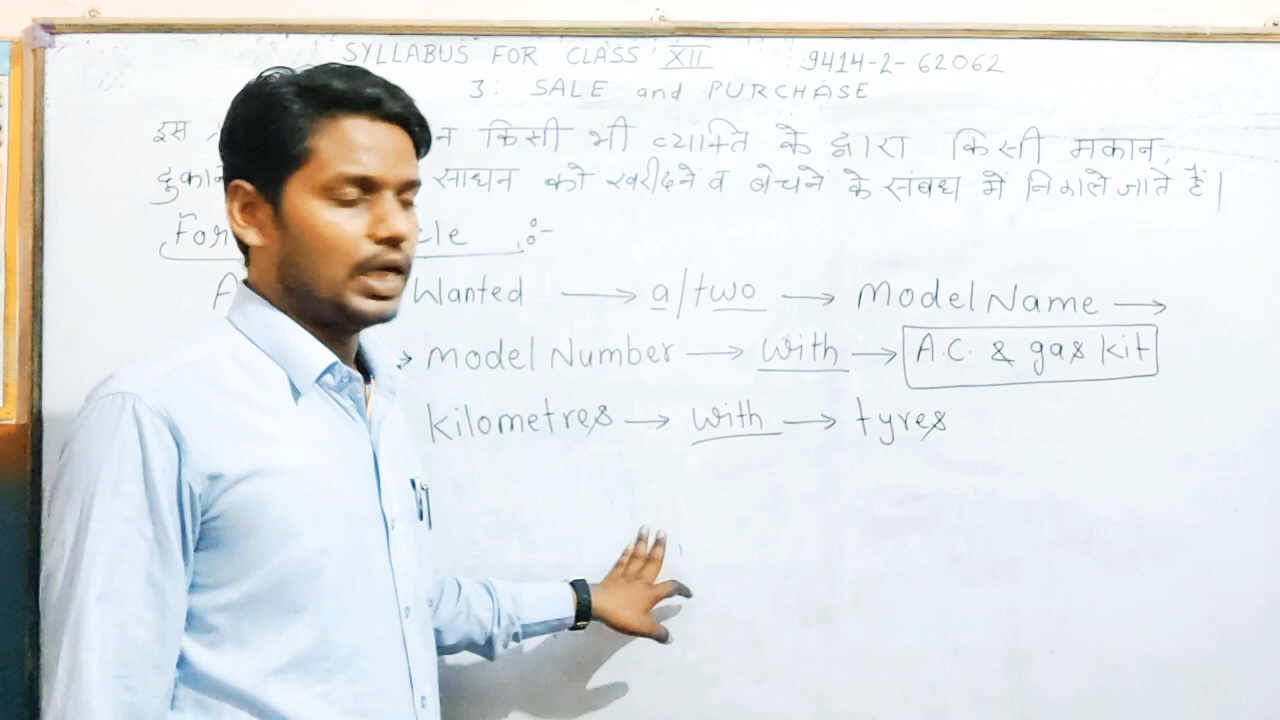 SYLLABUS FOR CLASS XII 9414-2-62062
3: SALE and PURCHASE
इस न किसी भी व्यक्ति के द्वारा किसी मकान,
दुकान साधन को खरीदने व बेचने के संबध में निकाले जाते हैं।
For cle :-
A Wanted → a/two → Model Name →
→ model Number → with → A.C. & gas kit
kilometres → with → tyres